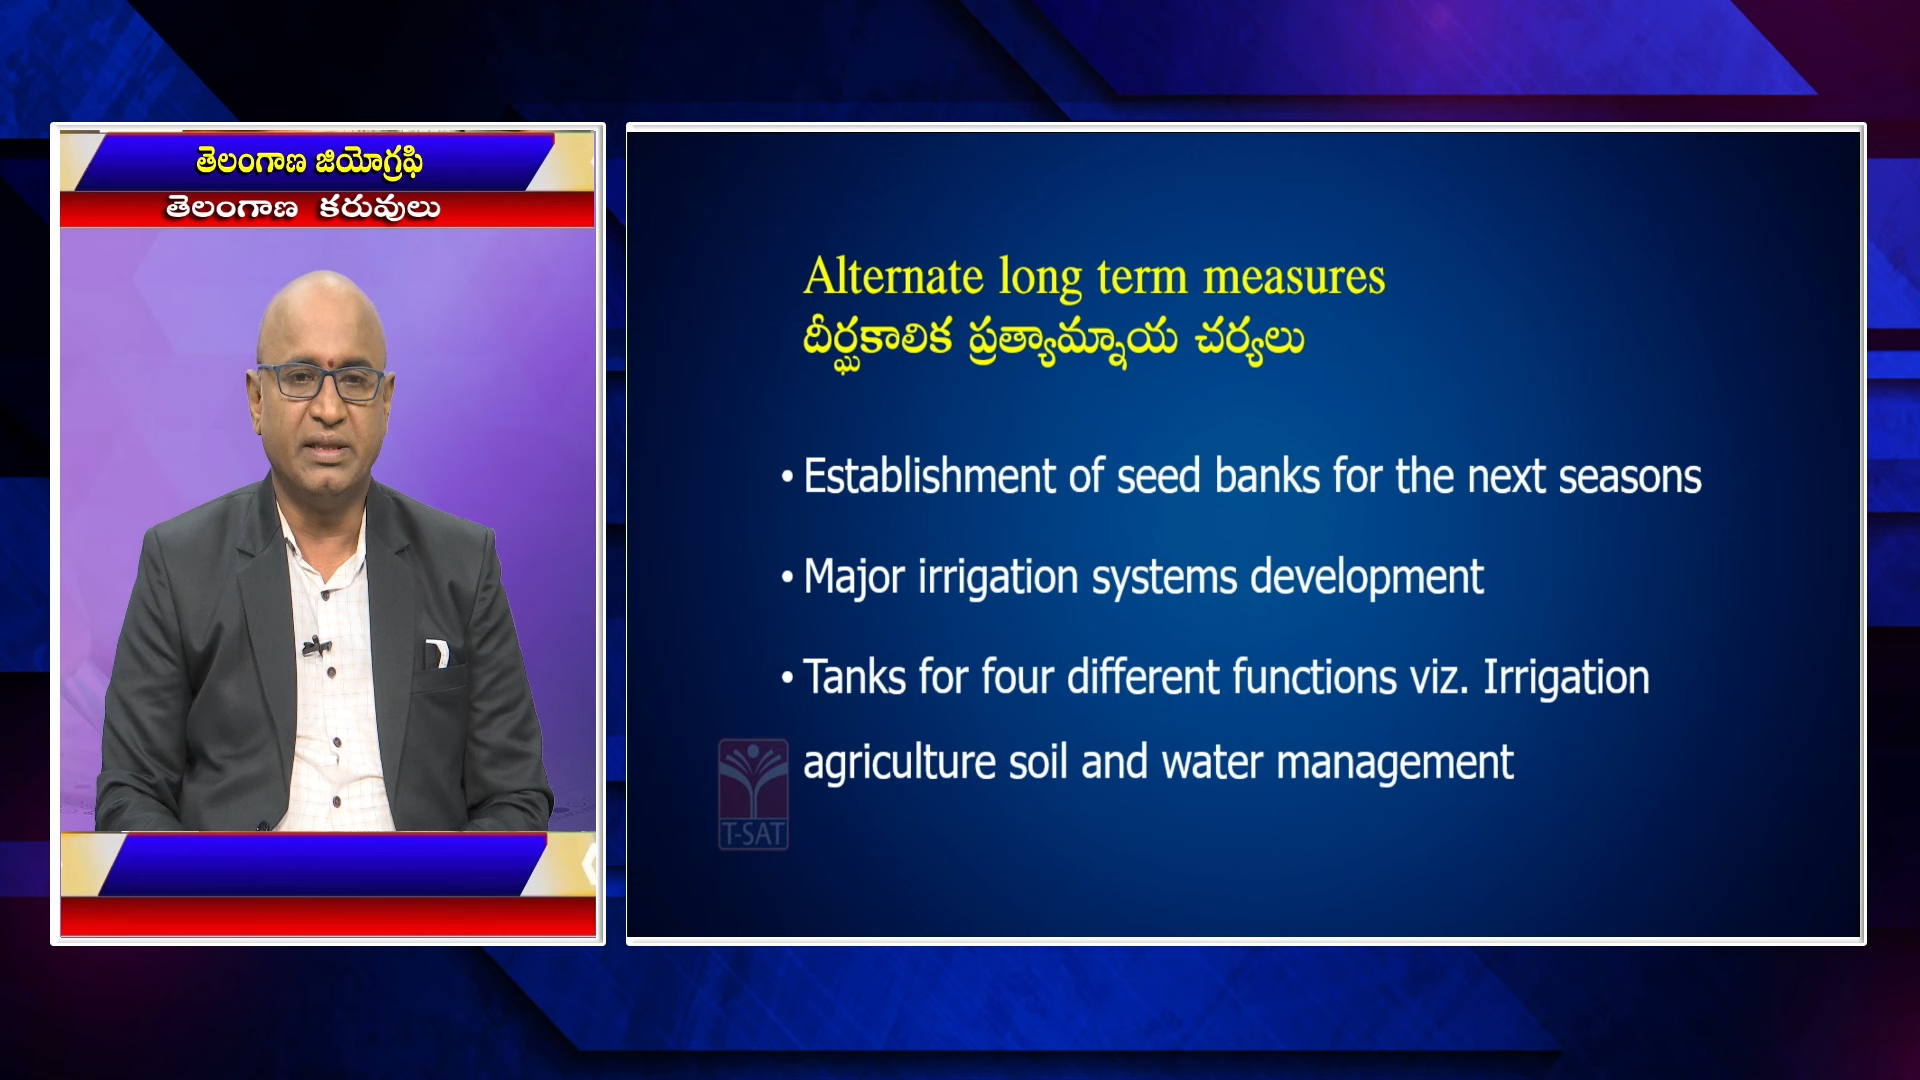 తెలంగాణ జియోగ్రఫి
తెలంగాణ కరువులు
Alternate long term measures
దీర్ఘకాలిక ప్రత్యామ్నాయ చర్యలు
• Establishment of seed banks for the next seasons
• Major irrigation systems development
• Tanks for four different functions viz. Irrigation
agriculture soil and water management
T-SAT